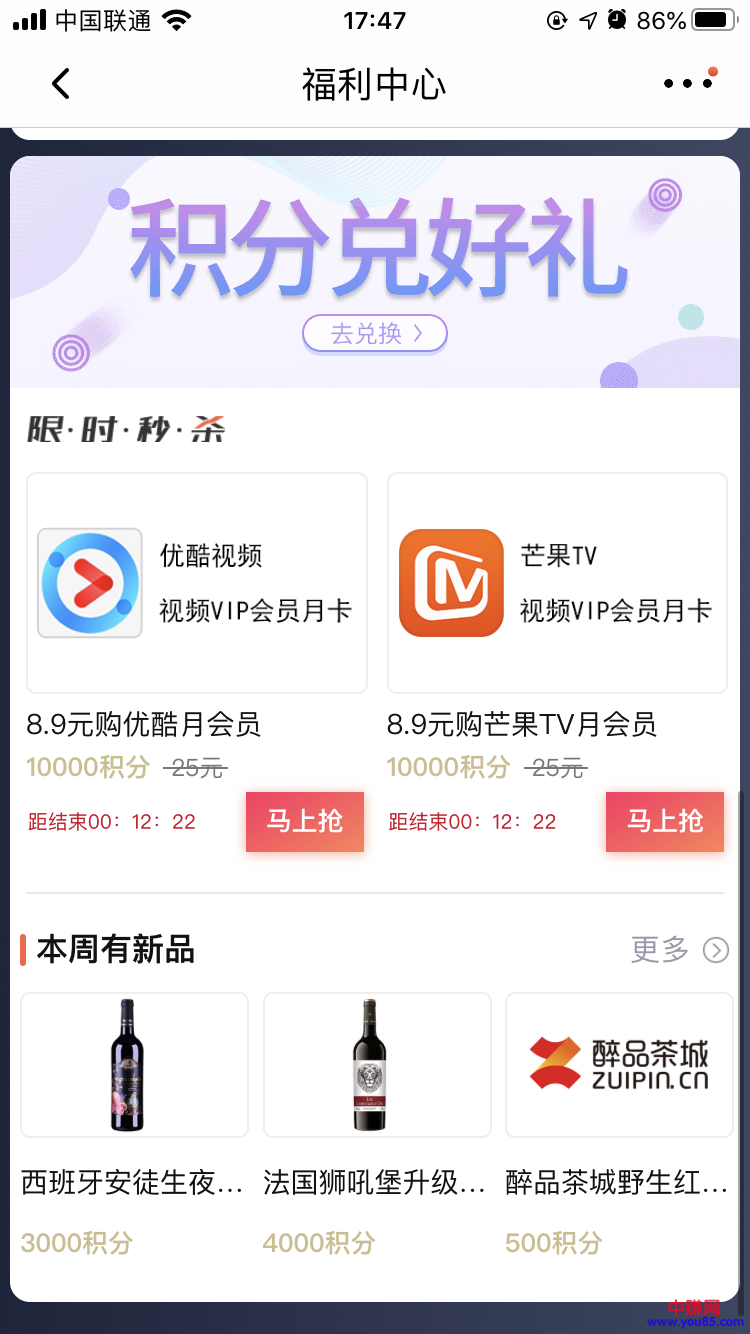 中国联通 17:47 86%
福利中心
积分兑好礼
去兑换
限·时·秒·杀
优酷视频
视频VIP会员月卡
芒果TV
视频VIP会员月卡
8.9元购优酷月会员
10000积分 25元
距结束00：12：22 马上抢
8.9元购芒果TV月会员
10000积分 25元
距结束00：12：22 马上抢
本周有新品 更多
醉品茶城
ZUIPIN.CN
西班牙安徒生夜...
3000积分
法国狮吼堡升级...
4000积分
醉品茶城野生红...
500积分
中赚网
www.you85.com